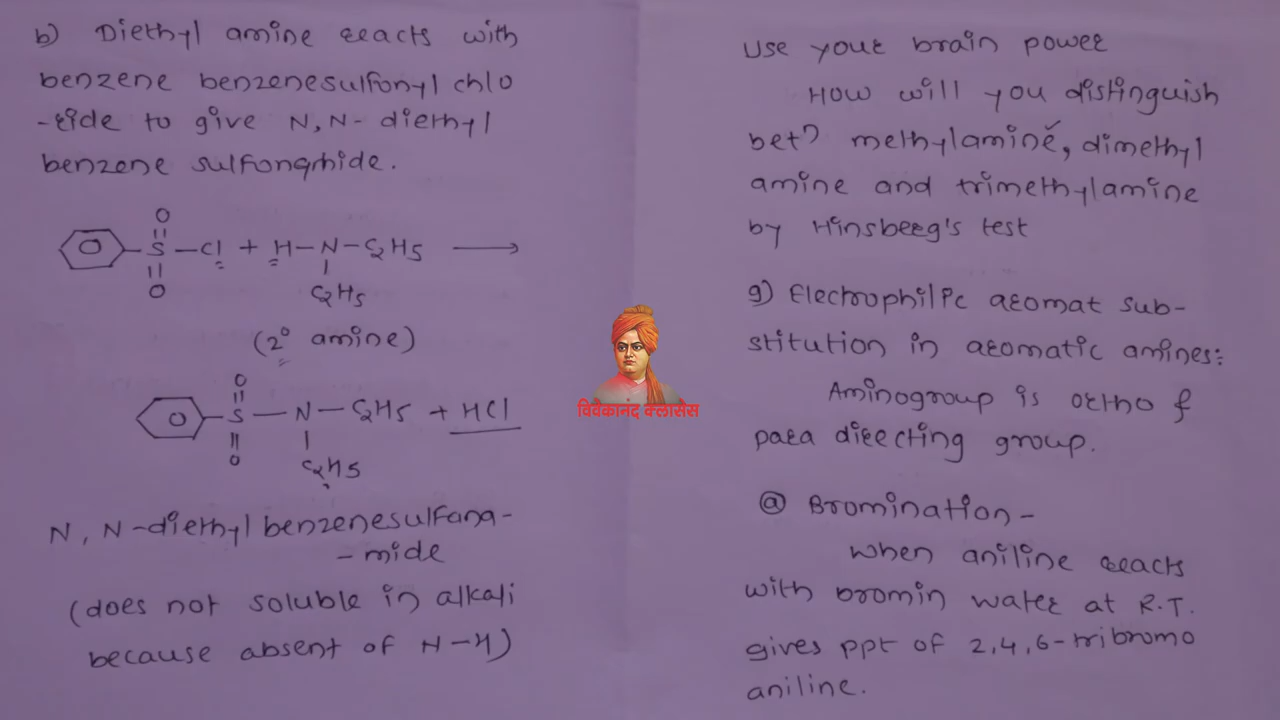 b) Diethyl amine reacts with
benzene benzenesulfonyl chlo
-ride to give N,N- diethyl
benzene sulfonamide.
O
S - Cl + H - N - C2H5 →
O
C2H5
(2° amine)
O
S - N - C2H5 + HCl
O
C2H5
N, N-diethyl benzenesulfana-
-mide
(does not soluble in alkali
because absent of N-H)
विवेकानंद क्लासेस
Use your brain power
How will you distinguish
betn methylamine, dimethyl
amine and trimethylamine
by Hinsberg's test
g) Electrophilic aromat sub-
stitution in aromatic amines:
Aminogroup is ortho &
para directing group.
(a) Bromination -
When aniline reacts
with bromin water at R.T.
gives ppt of 2,4,6-tribromo
aniline.